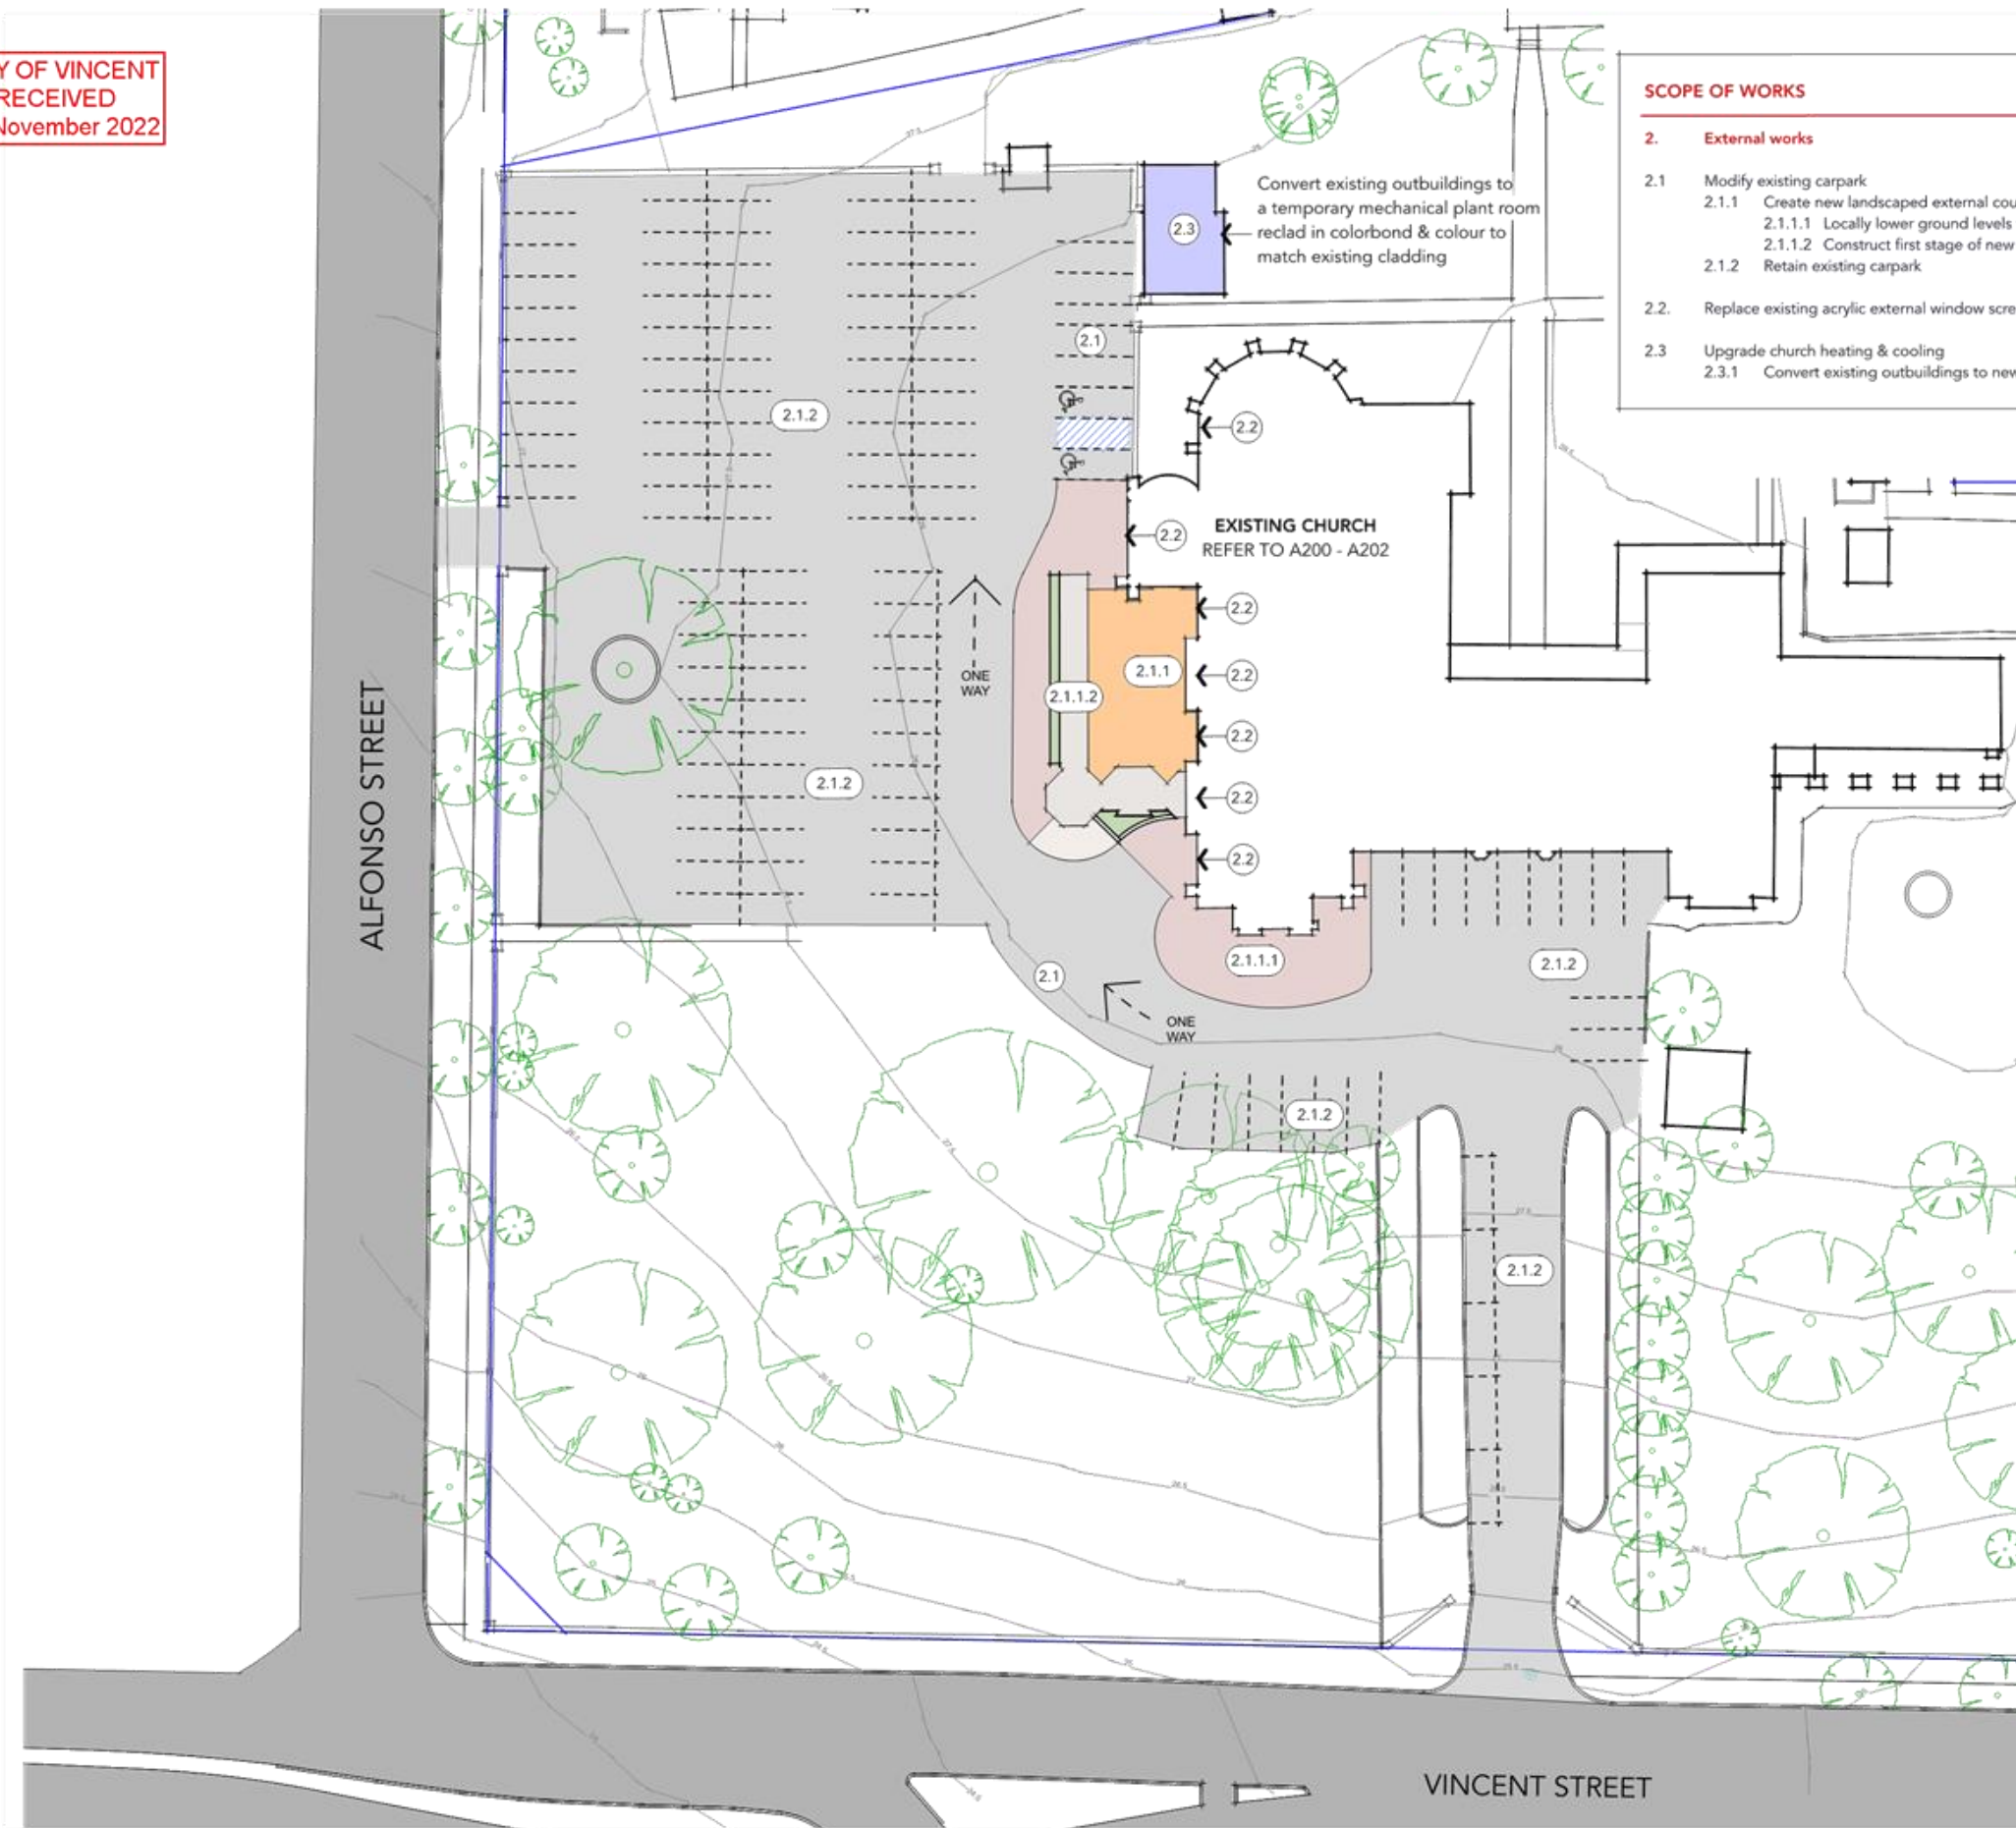 Y OF VINCENT
RECEIVED
November 2022
SCOPE OF WORKS
2. External works
2.1 Modify existing carpark
2.1.1 Create new landscaped external cou
2.1.1.1 Locally lower ground levels
2.1.1.2 Construct first stage of new
2.1.2 Retain existing carpark
2.2. Replace existing acrylic external window scre
2.3 Upgrade church heating & cooling
2.3.1 Convert existing outbuildings to new
Convert existing outbuildings to
a temporary mechanical plant room
reclad in colorbond & colour to
match existing cladding
2.3
2.1
2.1.2
2.2
EXISTING CHURCH
REFER TO A200 - A202
2.2
2.2
2.1.1
2.2
ONE
WAY
2.1.1.2
2.2
2.1.2
2.2
2.2
ALFONSO STREET
2.1.1.1
2.1.2
2.1
ONE
WAY
2.1.2
2.1.2
VINCENT STREET